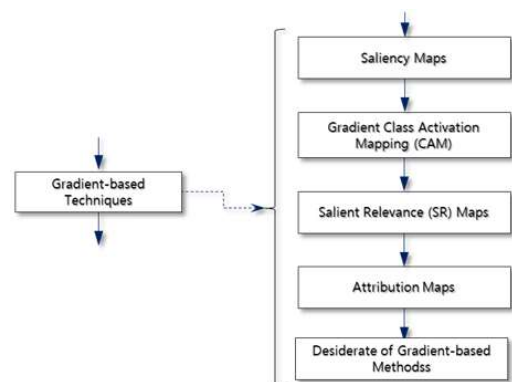 Saliency Maps
Gradient Class Activation
Mapping (CAM)
Gradient-based
Techniques
Salient Relevance (SR) Maps
Attribution Maps
Desiderate of Gradient-based
Methodss